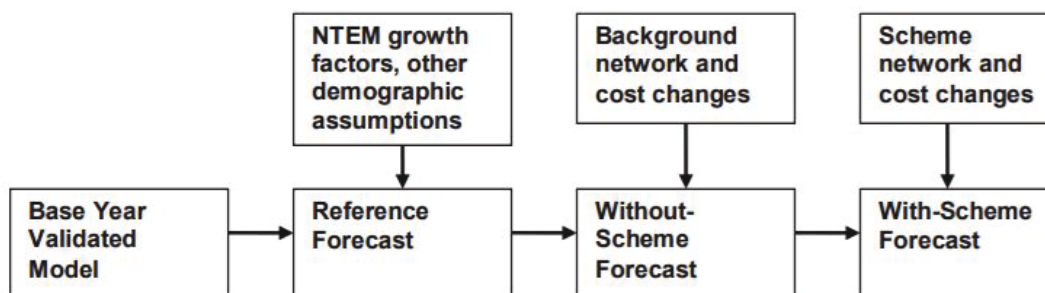 NTEM growth
factors, other
demographic
assumptions
Background
network and
cost changes
Scheme
network and
cost changes
Base Year
Validated
Model
Reference
Forecast
Without-
Scheme
Forecast
With-Scheme
Forecast